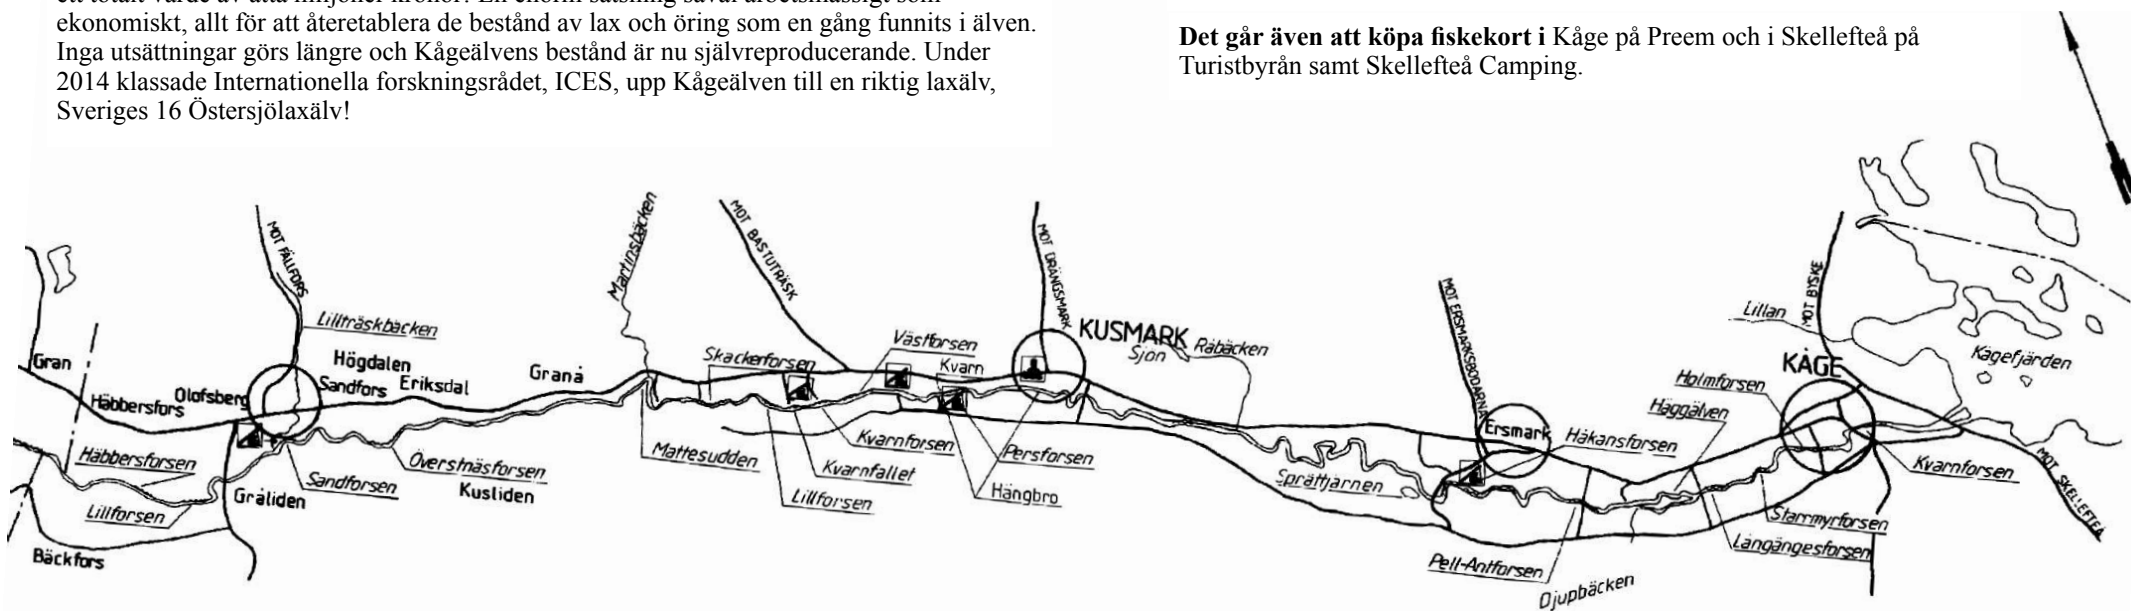 ekonomiskt, allt för att återetablera de bestånd av lax och öring som en gång funnits i älven.
Inga utsättningar görs längre och Kågeälvens bestånd är nu självreproducerande. Under
2014 klassade Internationella forskningsrådet, ICES, upp Kågeälven till en riktig laxälv,
Sveriges 16 Östersjölaxälv!
Det går även att köpa fiskekort i Kåge på Preem och i Skellefteå på
Turistbyrån samt Skellefteå Camping.
MOT FÄLLFORS
Lillträskbäcken
Martinsbäcken
MOT BASTUTRÄSK
MOT DRÄNGSMARK
MOT ERSMARKSBODARNA
MOT BYSKE
Lillan
Kågefjärden
Gran
Häbbersfors
Olofsberg
Högdalen
Sandfors
Eriksdal
Granå
Skackerforsen
Västforsen
Kvarn
KUSMARK
Sjön
Råbäcken
KÅGE
Holmforsen
Häggälven
Häbbersforsen
Lillforsen
Gråliden
Sandforsen
Överstnäsforsen
Kusliden
Bäckfors
Mattesudden
Kvarnforsen
Kvarnfallet
Lillforsen
Persforsen
Hängbro
Sprättjärnen
Ersmark
Håkansforsen
Pell-Antforsen
Djupbäcken
Starrmyrforsen
Långängesforsen
Kvarnforsen
MOT SKELLEFTEÅ